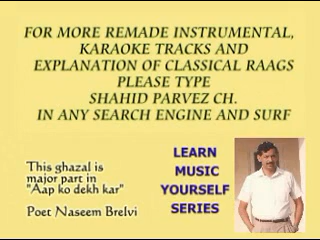 FOR MORE REMADE INSTRUMENTAL,
KARAOKE TRACKS AND
EXPLANATION OF CLASSICAL RAAGS
PLEASE TYPE
SHAHID PARVEZ CH.
IN ANY SEARCH ENGINE AND SURF
This ghazal is
major part in
"Aap ko dekh kar"
Poet Naseem Brelvi
LEARN
MUSIC
YOURSELF
SERIES